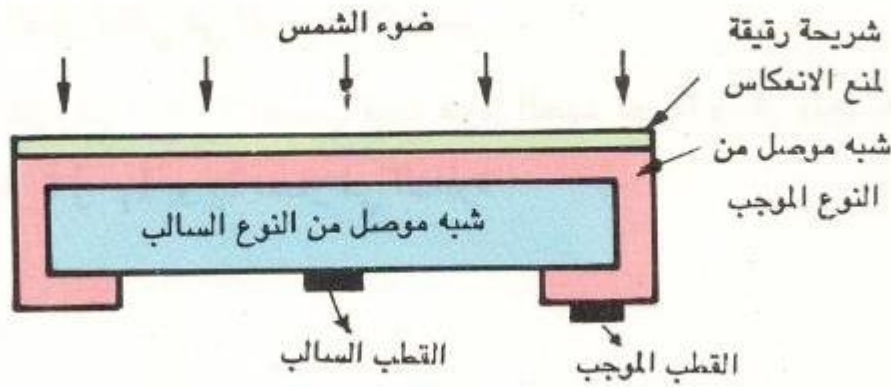 ضوء الشمس
شريحة رقيقة
لمنع الانعكاس
شبه موصل من
النوع الموجب
شبه موصل من النوع السالب
القطب السالب
القطب الموجب